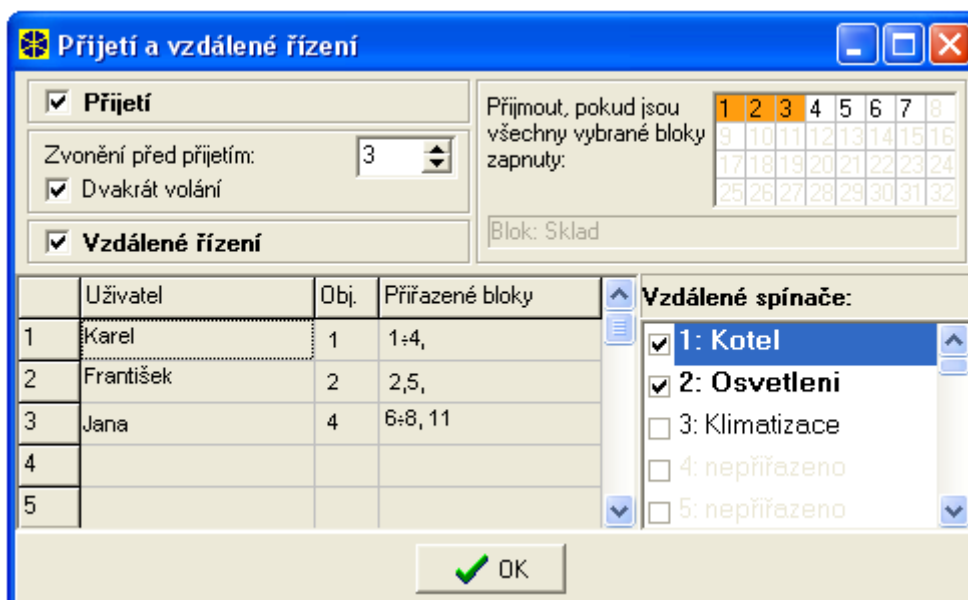 Přijetí a vzdálené řízení
Přijetí
Zvonění před přijetím: 3
Dvakrát volání
Vzdálené řízení
Přijmout, pokud jsou
všechny vybrané bloky
zapnuty:
1 2 3 4 5 6 7 8
9 10 11 12 13 14 15 16
17 18 19 20 21 22 23 24
25 26 27 28 29 30 31 32
Blok: Sklad
Uživatel Obj. Přiřazené bloky
1 Karel 1 1÷4,
2 František 2 2,5,
3 Jana 4 6÷8, 11
4
5
Vzdálené spínače:
1: Kotel
2: Osvetleni
3: Klimatizace
4: nepřiřazeno
5: nepřiřazeno
OK